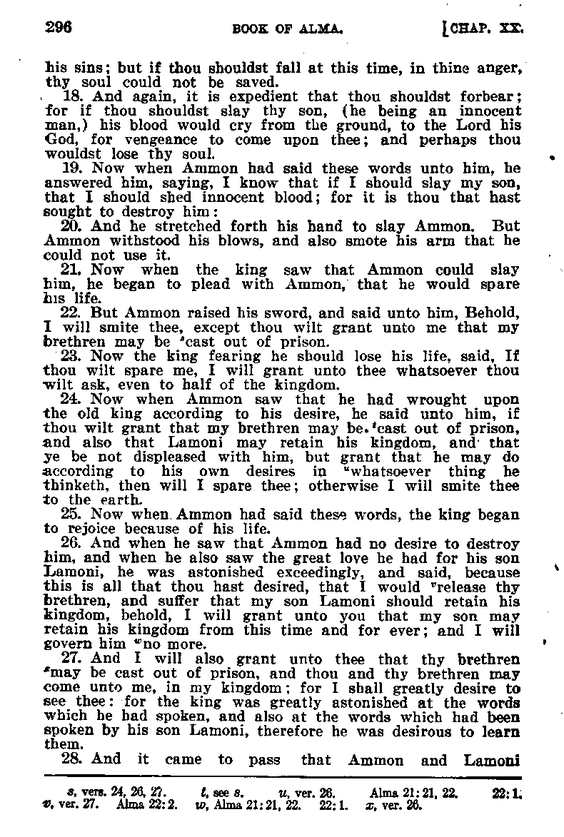 296 BOOK OF ALMA. [CHAP. XX.
his sins; but if thou shouldst fall at this time, in thine anger,
thy soul could not be saved.
18. And again, it is expedient that thou shouldst forbear;
for if thou shouldst slay thy son, (he being an innocent
man,) his blood would cry from the ground, to the Lord his
God, for vengeance to come upon thee; and perhaps thou
wouldst lose thy soul.
19. Now when Ammon had said these words unto him, he
answered him, saying, I know that if I should slay my son,
that I should shed innocent blood; for it is thou that hast
sought to destroy him:
20. And he stretched forth his hand to slay Ammon. But
Ammon withstood his blows, and also smote his arm that he
could not use it.
21. Now when the king saw that Ammon could slay
him, he began to plead with Ammon, that he would spare
his life.
22. But Ammon raised his sword, and said unto him, Behold,
I will smite thee, except thou wilt grant unto me that my
brethren may be ˢcast out of prison.
23. Now the king fearing he should lose his life, said, If
thou wilt spare me, I will grant unto thee whatsoever thou
wilt ask, even to half of the kingdom.
24. Now when Ammon saw that he had wrought upon
the old king according to his desire, he said unto him, if
thou wilt grant that my brethren may be ᵗcast out of prison,
and also that Lamoni may retain his kingdom, and that
ye be not displeased with him, but grant that he may do
according to his own desires in ᵘwhatsoever thing he
thinketh, then will I spare thee; otherwise I will smite thee
to the earth.
25. Now when Ammon had said these words, the king began
to rejoice because of his life.
26. And when he saw that Ammon had no desire to destroy
him, and when he also saw the great love he had for his son
Lamoni, he was astonished exceedingly, and said, because
this is all that thou hast desired, that I would ᵛrelease thy
brethren, and suffer that my son Lamoni should retain his
kingdom, behold, I will grant unto you that my son may
retain his kingdom from this time and for ever; and I will
govern him ʷno more.
27. And I will also grant unto thee that thy brethren
ˣmay be cast out of prison, and thou and thy brethren may
come unto me, in my kingdom; for I shall greatly desire to
see thee: for the king was greatly astonished at the words
which he had spoken, and also at the words which had been
spoken by his son Lamoni, therefore he was desirous to learn
them.
28. And it came to pass that Ammon and Lamoni
s, vers. 24, 26, 27. t, see s. u, ver. 26. Alma 21:21, 22. 22:1.
v, ver. 27. Alma 22:2. w, Alma 21:21, 22. 22:1. x, ver. 26.